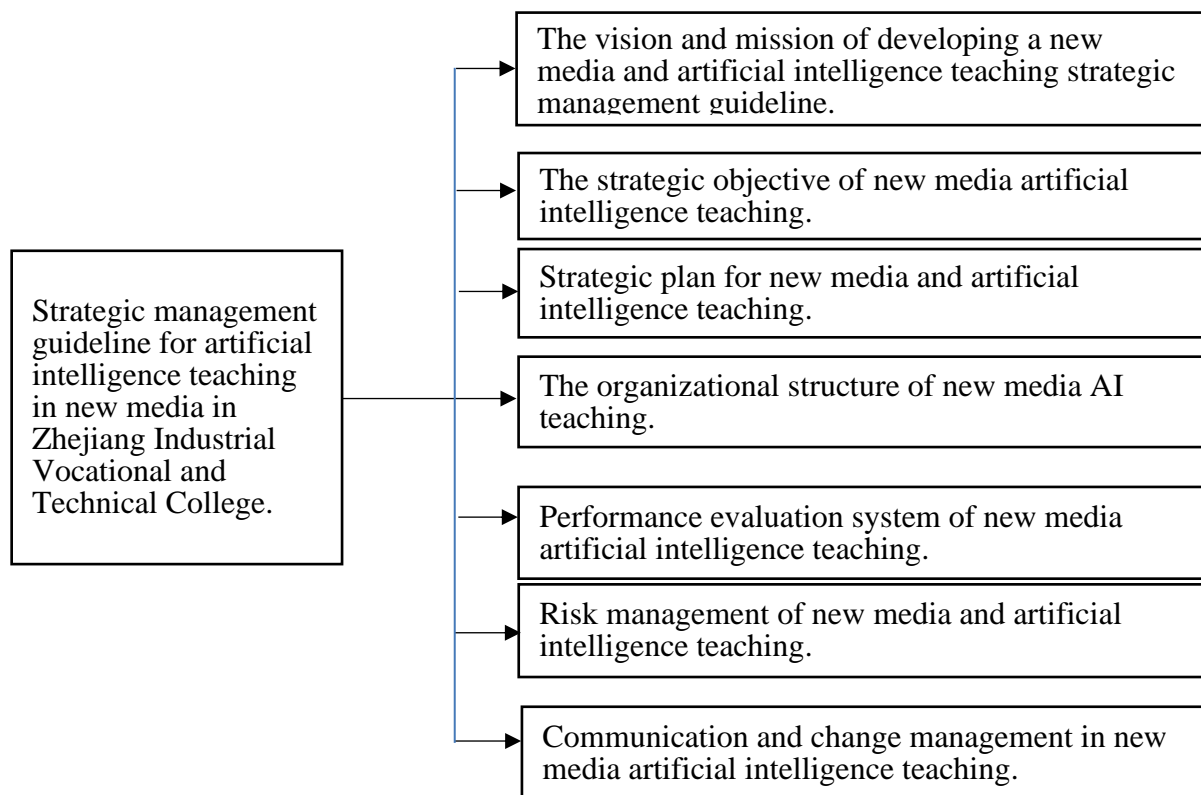 The vision and mission of developing a new
media and artificial intelligence teaching strategic
management guideline.
The strategic objective of new media artificial
intelligence teaching.
Strategic plan for new media and artificial
intelligence teaching.
Strategic management
guideline for artificial
intelligence teaching
in new media in
Zhejiang Industrial
Vocational and
Technical College.
The organizational structure of new media AI
teaching.
Performance evaluation system of new media
artificial intelligence teaching.
Risk management of new media and artificial
intelligence teaching.
Communication and change management in new
media artificial intelligence teaching.